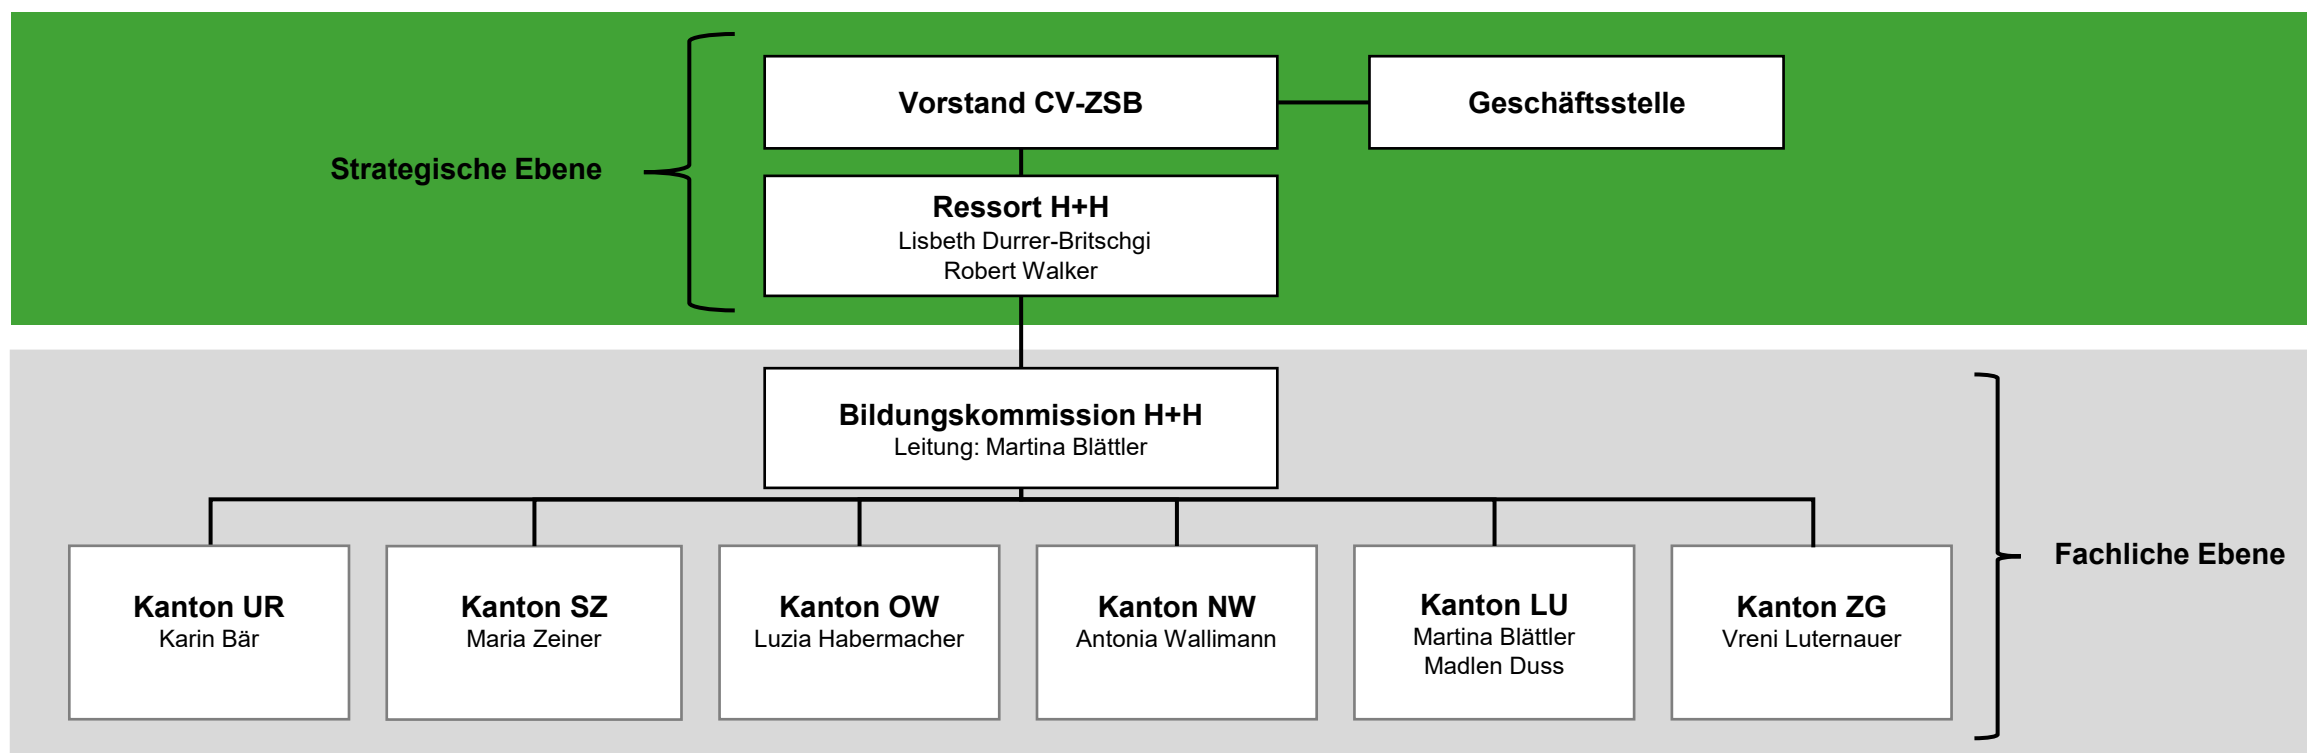 Vorstand CV-ZSB
Geschäftsstelle
Strategische Ebene
Ressort H+H
Lisbeth Durrer-Britschgi
Robert Walker
Bildungskommission H+H
Leitung: Martina Blättler
Fachliche Ebene
Kanton UR
Karin Bär
Kanton SZ
Maria Zeiner
Kanton OW
Luzia Habermacher
Kanton NW
Antonia Wallimann
Kanton LU
Martina Blättler
Madlen Duss
Kanton ZG
Vreni Luternauer